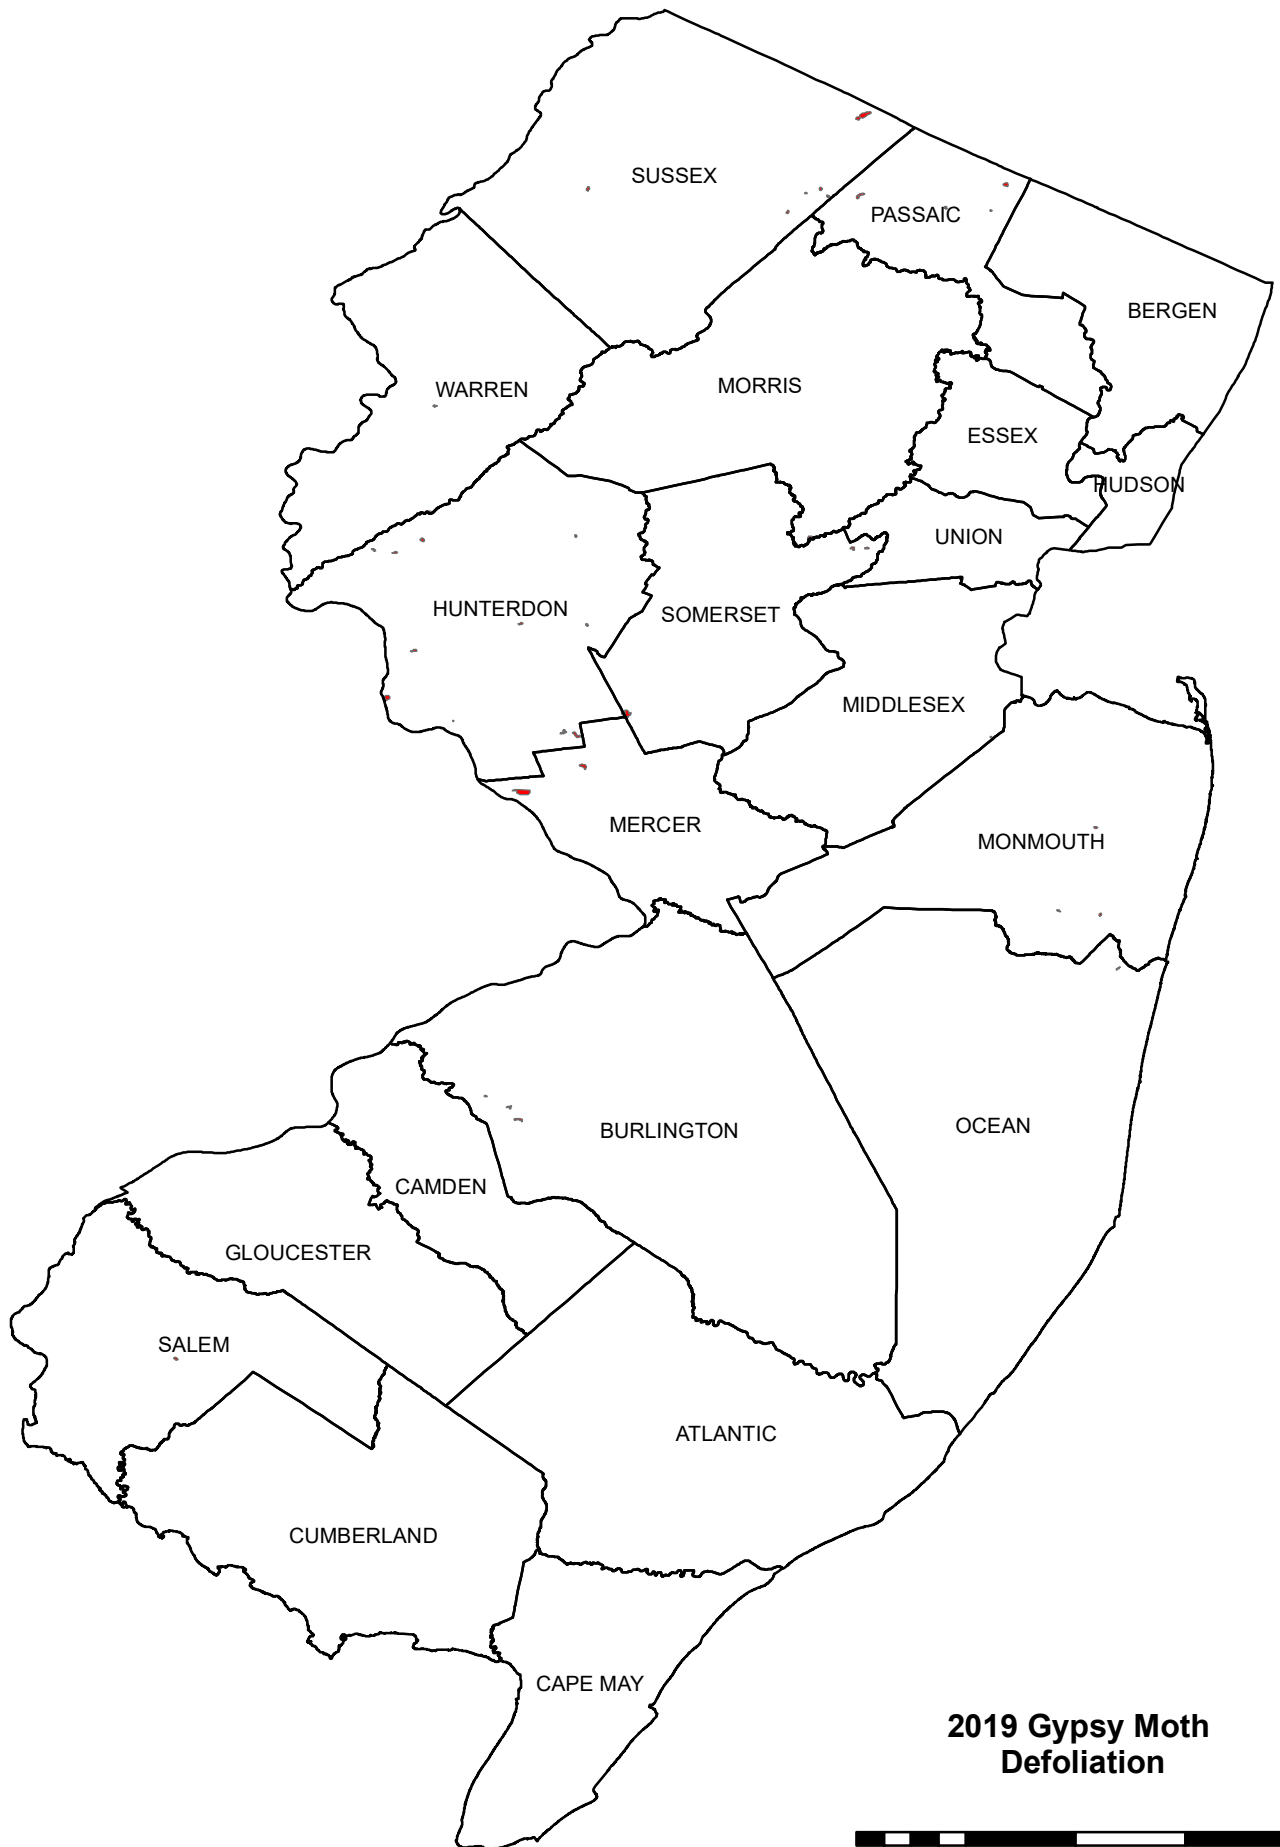 SUSSEX
PASSAIC
BERGEN
WARREN
MORRIS
ESSEX
HUDSON
UNION
HUNTERDON
SOMERSET
MIDDLESEX
MERCER
MONMOUTH
OCEAN
BURLINGTON
CAMDEN
GLOUCESTER
SALEM
ATLANTIC
CUMBERLAND
CAPE MAY
2019 Gypsy Moth
Defoliation